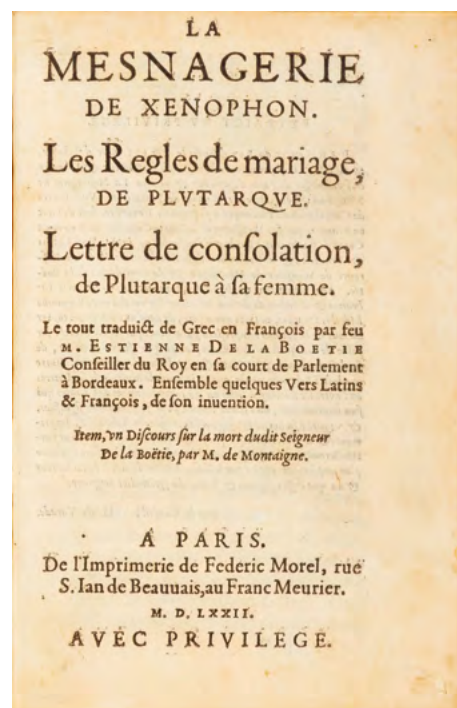 LA
MESNAGERIE
DE XENOPHON.
Les Regles de mariage,
DE PLVTARQVE.
Lettre de conſolation,
de Plutarque à ſa femme.
Le tout traduict de Grec en François par feu
M. ESTIENNE DE LA BOETIE
Conſeiller du Roy en ſa court de Parlement
à Bordeaux. Enſemble quelques Vers Latins
& François, de ſon inuention.
Item, vn Diſcours ſur la mort dudit Seigneur
De la Boëtie, par M. de Montaigne.
A PARIS.
De l'Imprimerie de Federic Morel, rue
S. Ian de Beauuais, au Franc Meurier.
M. D. LXXII.
AVEC PRIVILEGE.